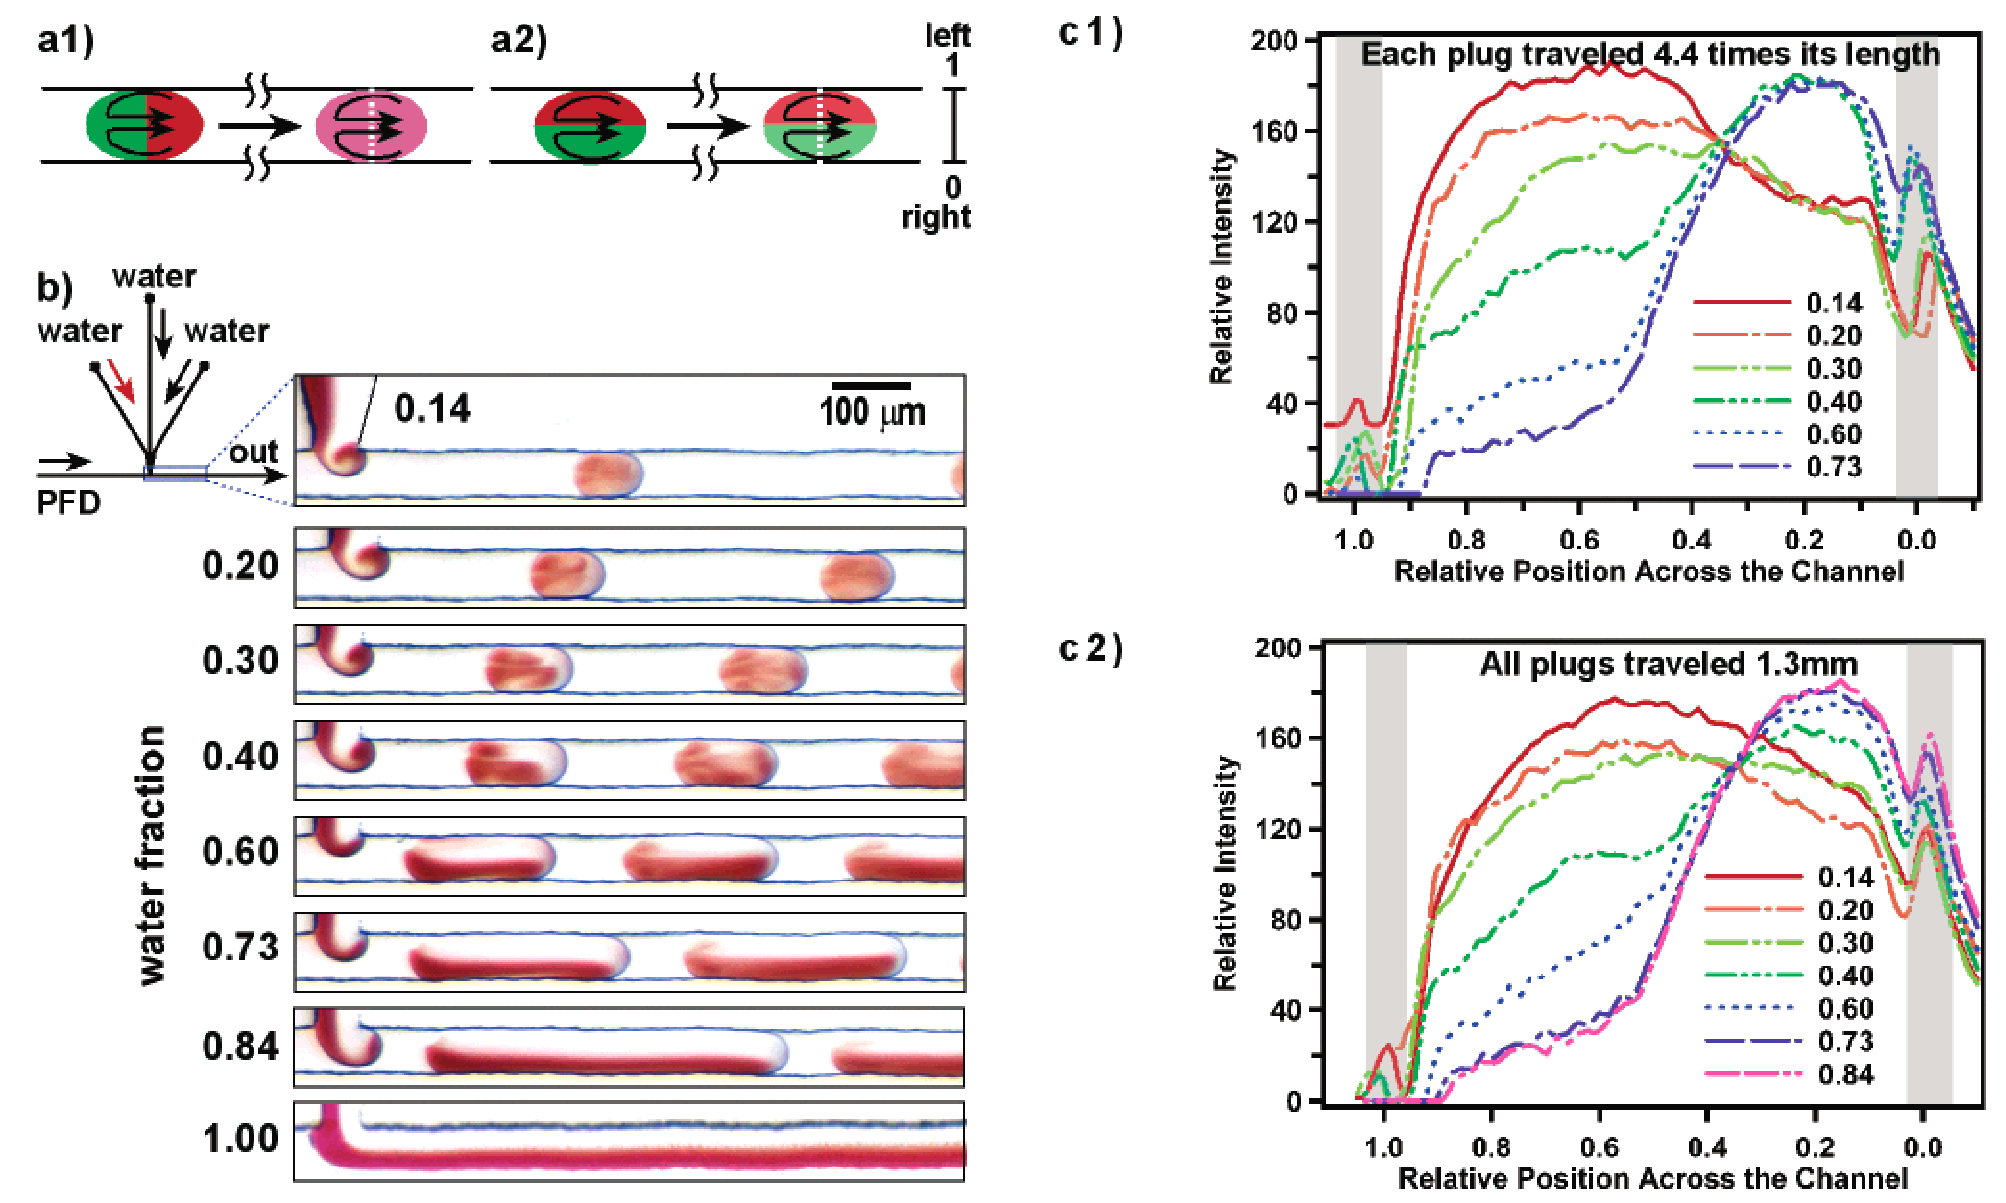 a1)
a2)
left
1
0
right
b)
water
water
water
out
PFD
0.14
100 μm
0.20
0.30
0.40
0.60
0.73
0.84
1.00
water fraction
c1)
Each plug traveled 4.4 times its length
200
160
120
80
40
0
Relative Intensity
0.14
0.20
0.30
0.40
0.60
0.73
1.0 0.8 0.6 0.4 0.2 0.0
Relative Position Across the Channel
c2)
All plugs traveled 1.3mm
200
160
120
80
40
0
Relative Intensity
0.14
0.20
0.30
0.40
0.60
0.73
0.84
1.0 0.8 0.6 0.4 0.2 0.0
Relative Position Across the Channel